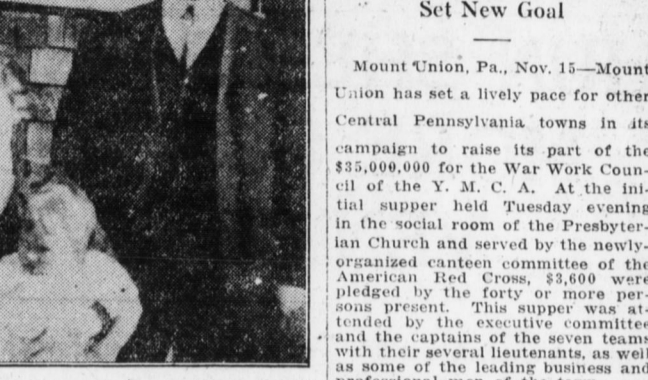 Set New Goal
Mount Union, Pa., Nov. 15—Mount
Union has set a lively pace for other
Central Pennsylvania towns in its
campaign to raise its part of the
$35,000,000 for the War Work Coun-
cil of the Y. M. C. A. At the ini-
tial supper held Tuesday evening
in the social room of the Presbyter-
ian Church and served by the newly-
organized canteen committee of the
American Red Cross, $3,600 were
pledged by the forty or more per-
sons present. This supper was at-
tended by the executive committee
and the captains of the seven teams
with their several lieutenants, as well
as some of the leading business and